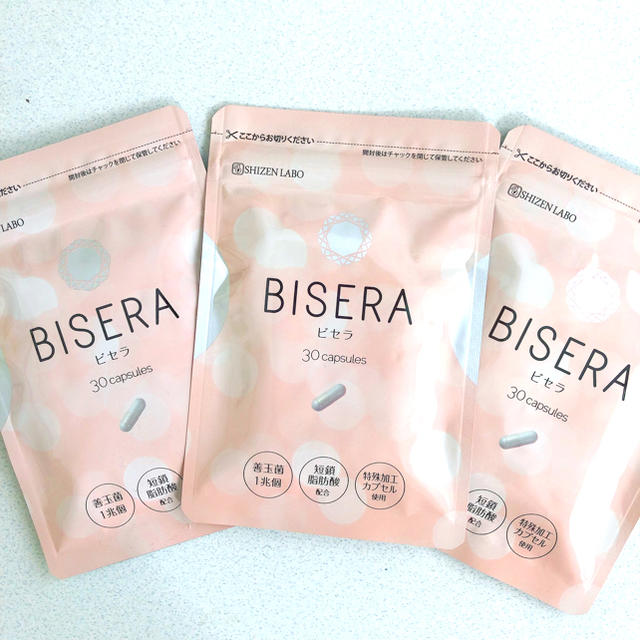 ください
開封後はチャックを閉じて保管してください
LABO
BISERA
ビセラ
30 capsules
善玉菌
1兆個
短鎖
脂肪酸
配合
ここからお切りください
開封後はチャックを閉じて保管してください
SHIZEN LABO
BISERA
ビセラ
30 capsules
善玉菌
1兆個
短鎖
脂肪酸
配合
特殊加工
カプセル
使用
ここからお切りください
SHIZEN LABO
BISERA
ビセラ
30 capsules
短鎖
脂肪酸
配合
特殊加工
カプセル
使用